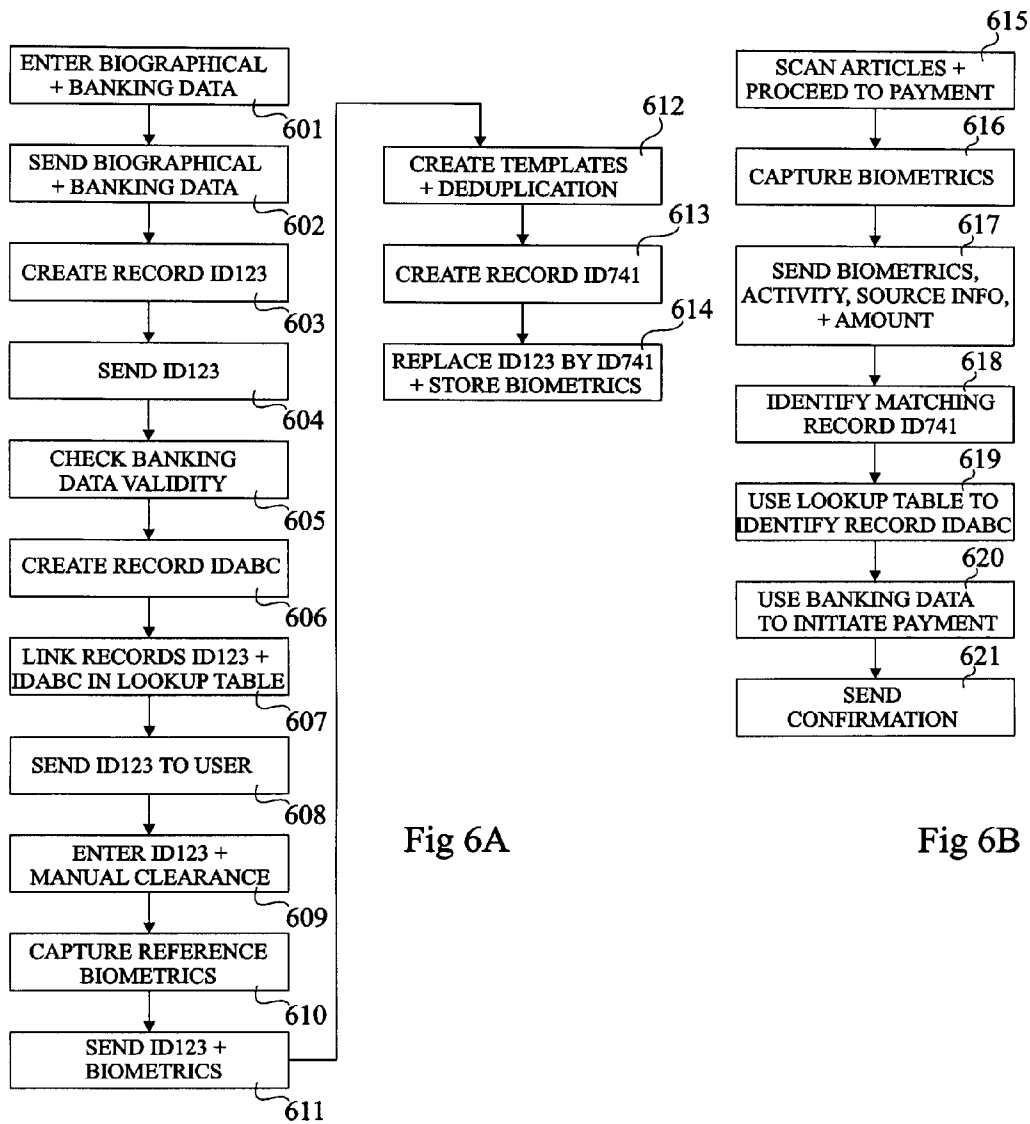 ENTER BIOGRAPHICAL
+ BANKING DATA
601
SEND BIOGRAPHICAL
+ BANKING DATA
602
CREATE RECORD ID123
603
SEND ID123
604
CHECK BANKING
DATA VALIDITY
605
CREATE RECORD IDABC
606
LINK RECORDS ID123 +
IDABC IN LOOKUP TABLE
607
SEND ID123 TO USER
608
ENTER ID123 +
MANUAL CLEARANCE
609
CAPTURE REFERENCE
BIOMETRICS
610
SEND ID123 +
BIOMETRICS
611
612
CREATE TEMPLATES
+ DEDUPLICATION
613
CREATE RECORD ID741
614
REPLACE ID123 BY ID741
+ STORE BIOMETRICS
Fig 6A
615
SCAN ARTICLES +
PROCEED TO PAYMENT
616
CAPTURE BIOMETRICS
617
SEND BIOMETRICS,
ACTIVITY, SOURCE INFO,
+ AMOUNT
618
IDENTIFY MATCHING
RECORD ID741
619
USE LOOKUP TABLE TO
IDENTIFY RECORD IDABC
620
USE BANKING DATA
TO INITIATE PAYMENT
621
SEND
CONFIRMATION
Fig 6B